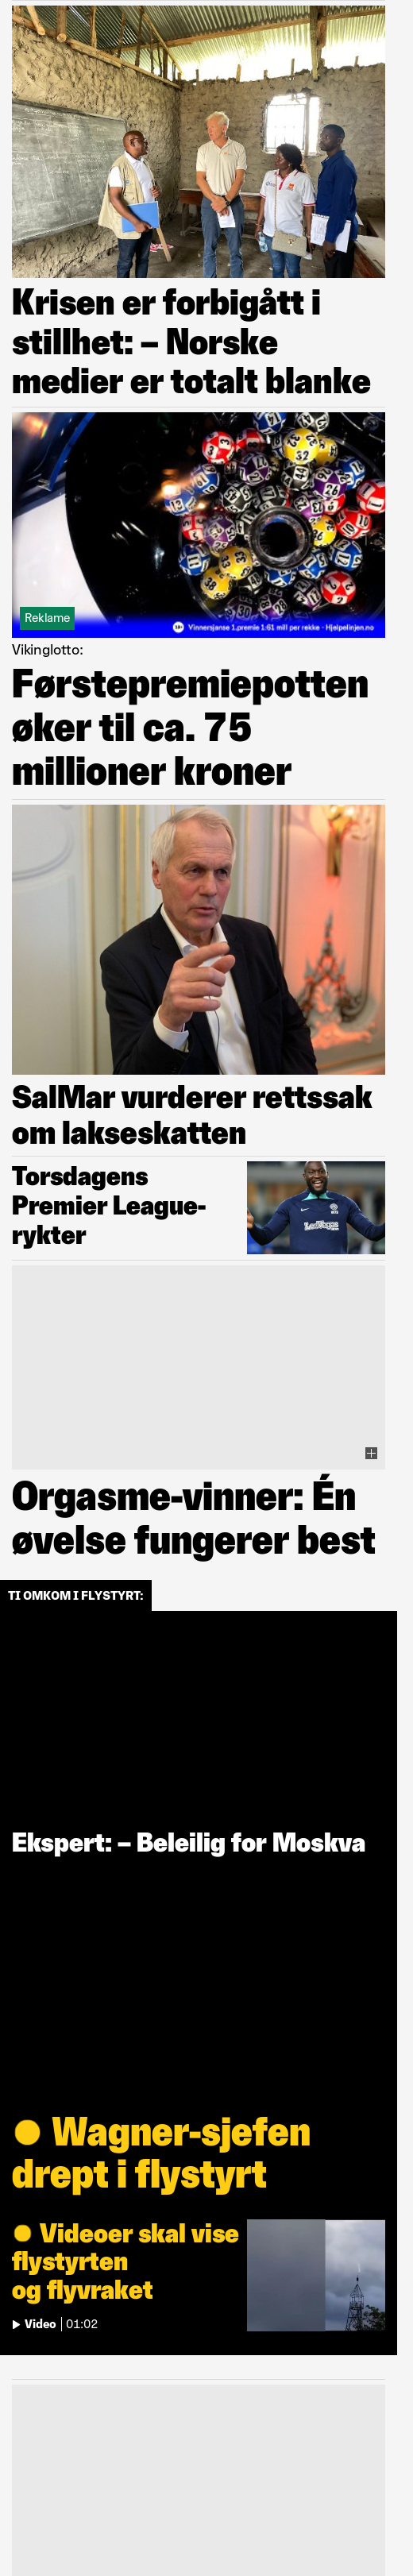 Krisen er forbigått i
stillhet: – Norske
medier er totalt blanke
Reklame
18+ Vinnersjanse 1.premie 1:61 mill per rekke - Hjelpelinjen.no
Vikinglotto:
Førstepremiepotten
øker til ca. 75
millioner kroner
SalMar vurderer rettssak
om lakseskatten
Torsdagens
Premier League-
rykter
Orgasme-vinner: Én
øvelse fungerer best
TI OMKOM I FLYSTYRT:
Ekspert: – Beleilig for Moskva
Wagner-sjefen
drept i flystyrt
Videoer skal vise
flystyrten
og flyvraket
Video 01:02